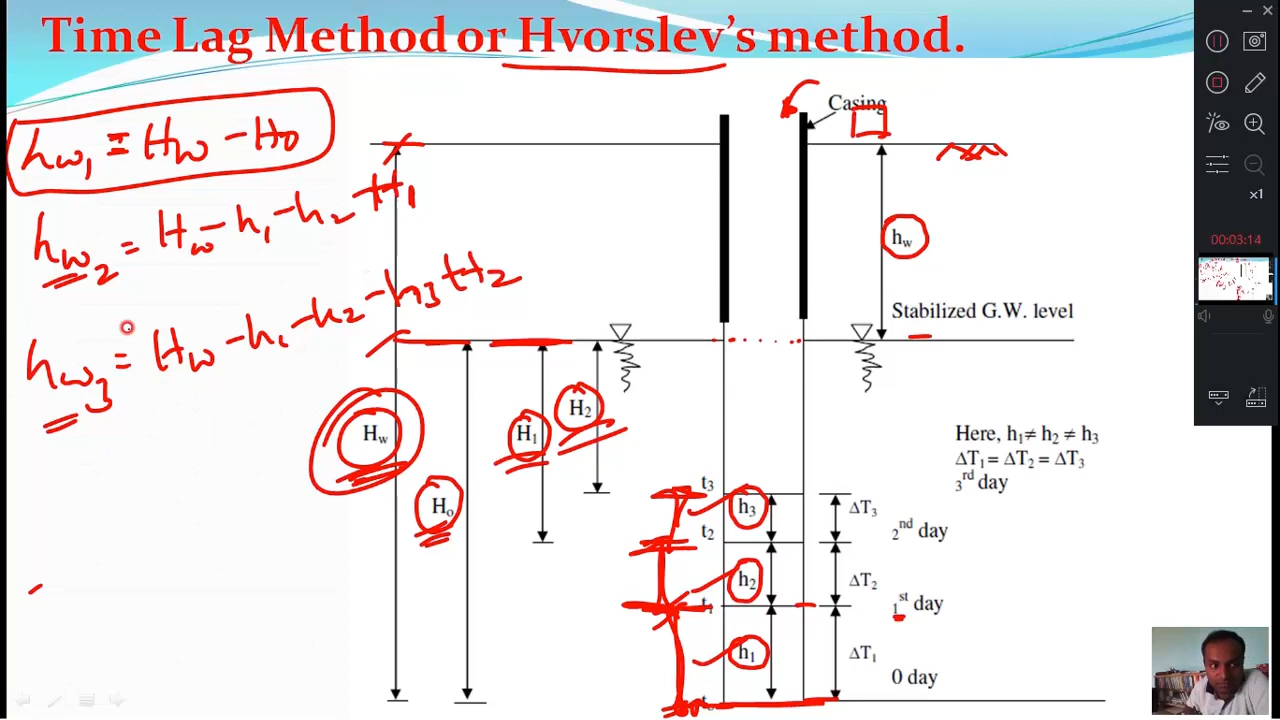 Time Lag Method or Hvorslev's method.
Casing
hw₁ = Hw - Ho
hw₂ = Hw - h₁ - h₂ - H₁
hw₃ = Hw - h₁ - h₂ - h₃ - H₂
hw
Stabilized G.W. level
Hw
Ho
H₁
H₂
Here, h₁≠ h₂ ≠ h₃
ΔT₁ = ΔT₂ = ΔT₃
3rd day
t₃
h₃
ΔT₃
t₂
2nd day
h₂
ΔT₂
t₁
1st day
h₁
ΔT₁
0 day
×1
00:03:14